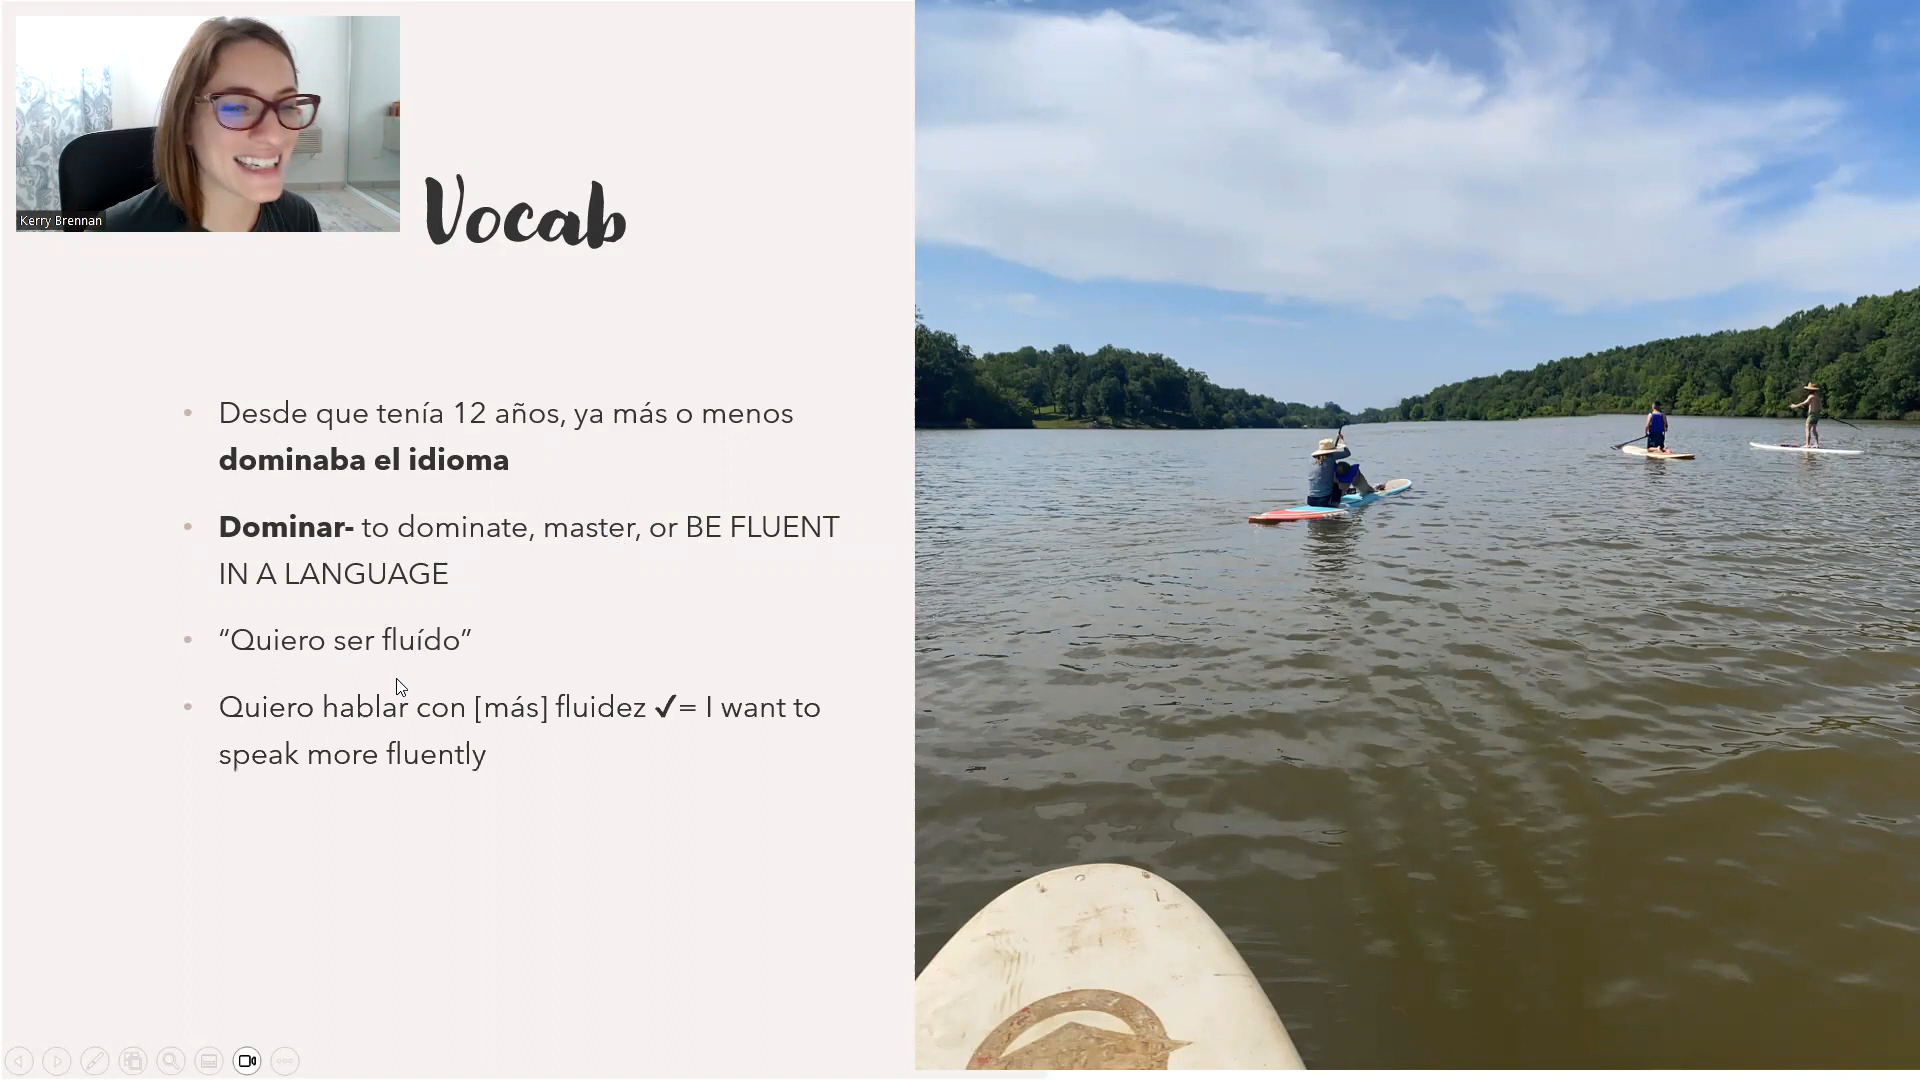 Kerry Brennan
Vocab
• Desde que tenía 12 años, ya más o menos
dominaba el idioma
• Dominar- to dominate, master, or BE FLUENT
IN A LANGUAGE
• “Quiero ser fluído”
• Quiero hablar con [más] fluidez ✓= I want to
speak more fluently